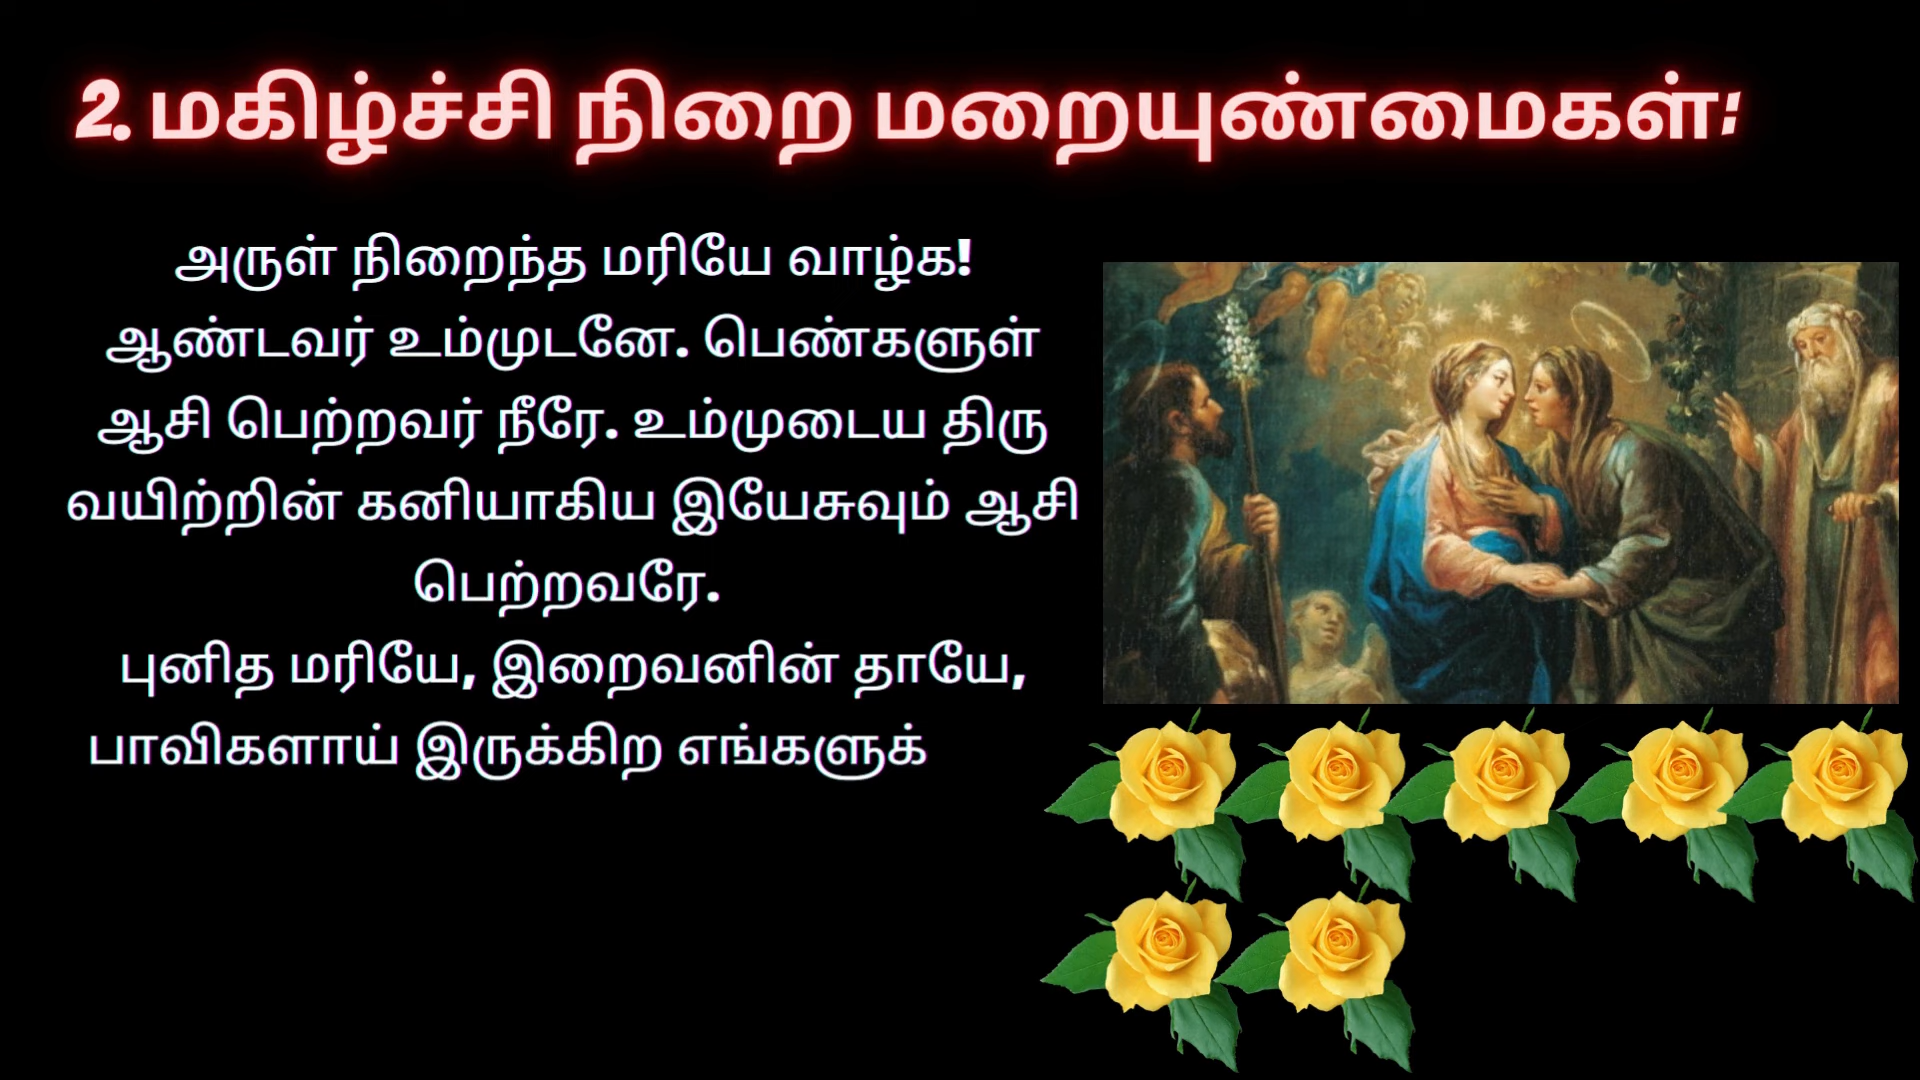 2. மகிழ்ச்சி நிறை மறையுண்மைகள்:
அருள் நிறைந்த மரியே வாழ்க!
ஆண்டவர் உம்முடனே. பெண்களுள்
ஆசி பெற்றவர் நீரே. உம்முடைய திரு
வயிற்றின் கனியாகிய இயேசுவும் ஆசி
பெற்றவரே.
புனித மரியே, இறைவனின் தாயே,
பாவிகளாய் இருக்கிற எங்களுக்